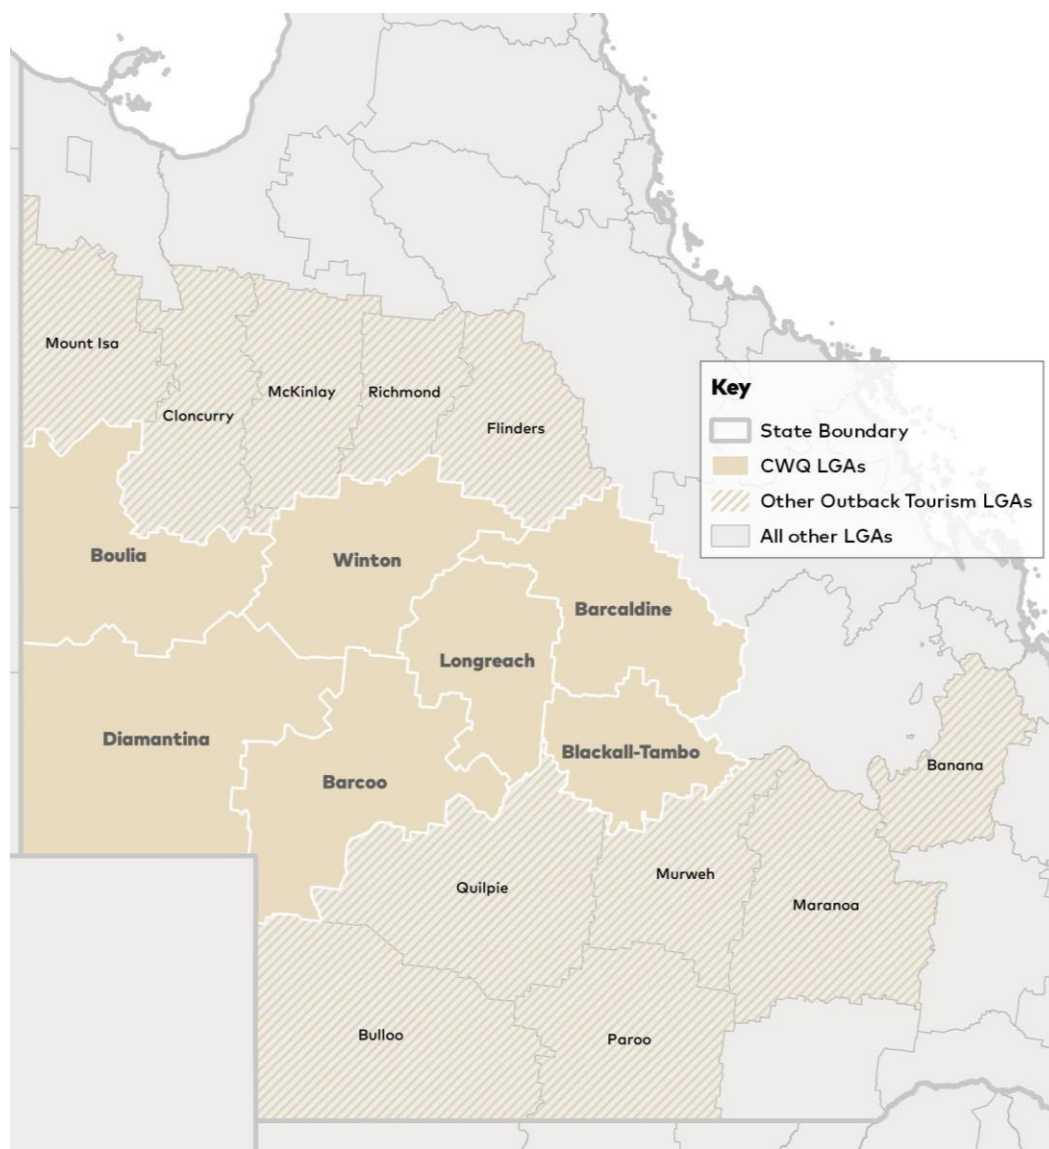 Mount Isa
Cloncurry
McKinlay
Richmond
Flinders
Key
State Boundary
CWQ LGAs
Other Outback Tourism LGAs
All other LGAs
Boulia
Winton
Barcaldine
Longreach
Diamantina
Barcoo
Blackall-Tambo
Banana
Quilpie
Murweh
Maranoa
Bulloo
Paroo